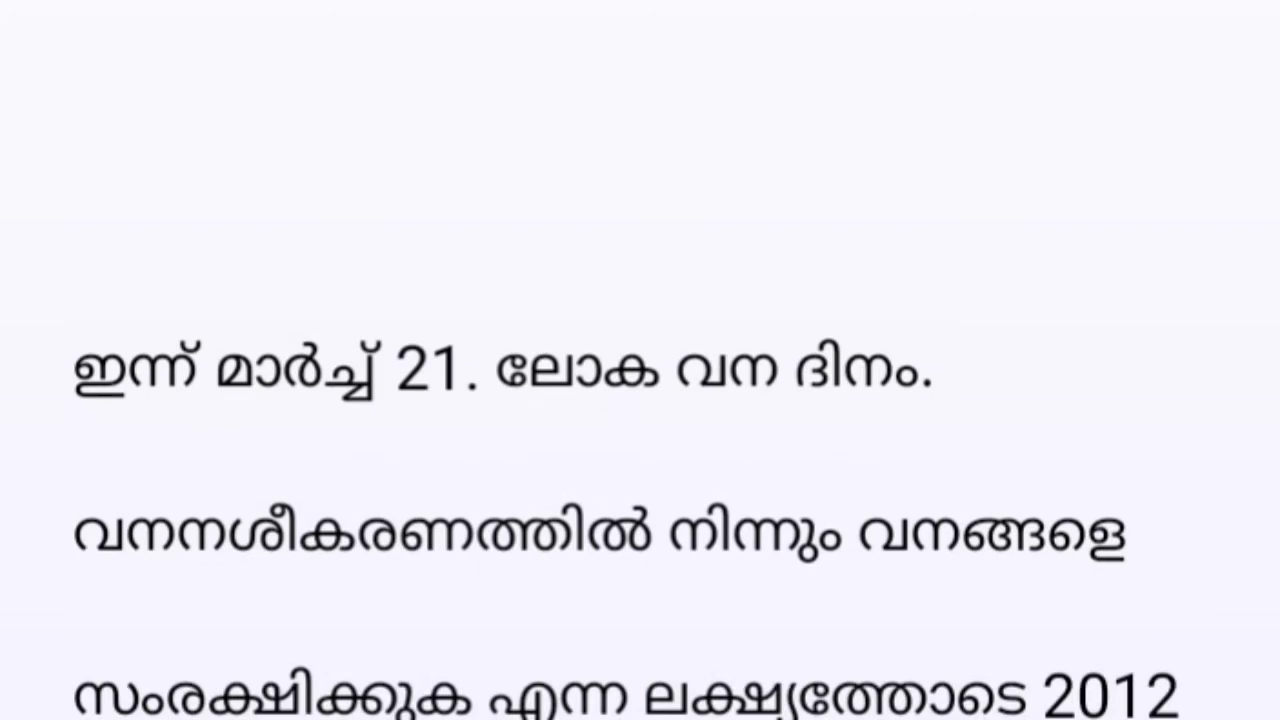 ഇന്ന് മാർച്ച് 21. ലോക വന ദിനം.
വനനശീകരണത്തിൽ നിന്നും വനങ്ങളെ
സംരക്ഷിക്കുക എന്ന ലക്ഷ്യത്തോടെ 2012